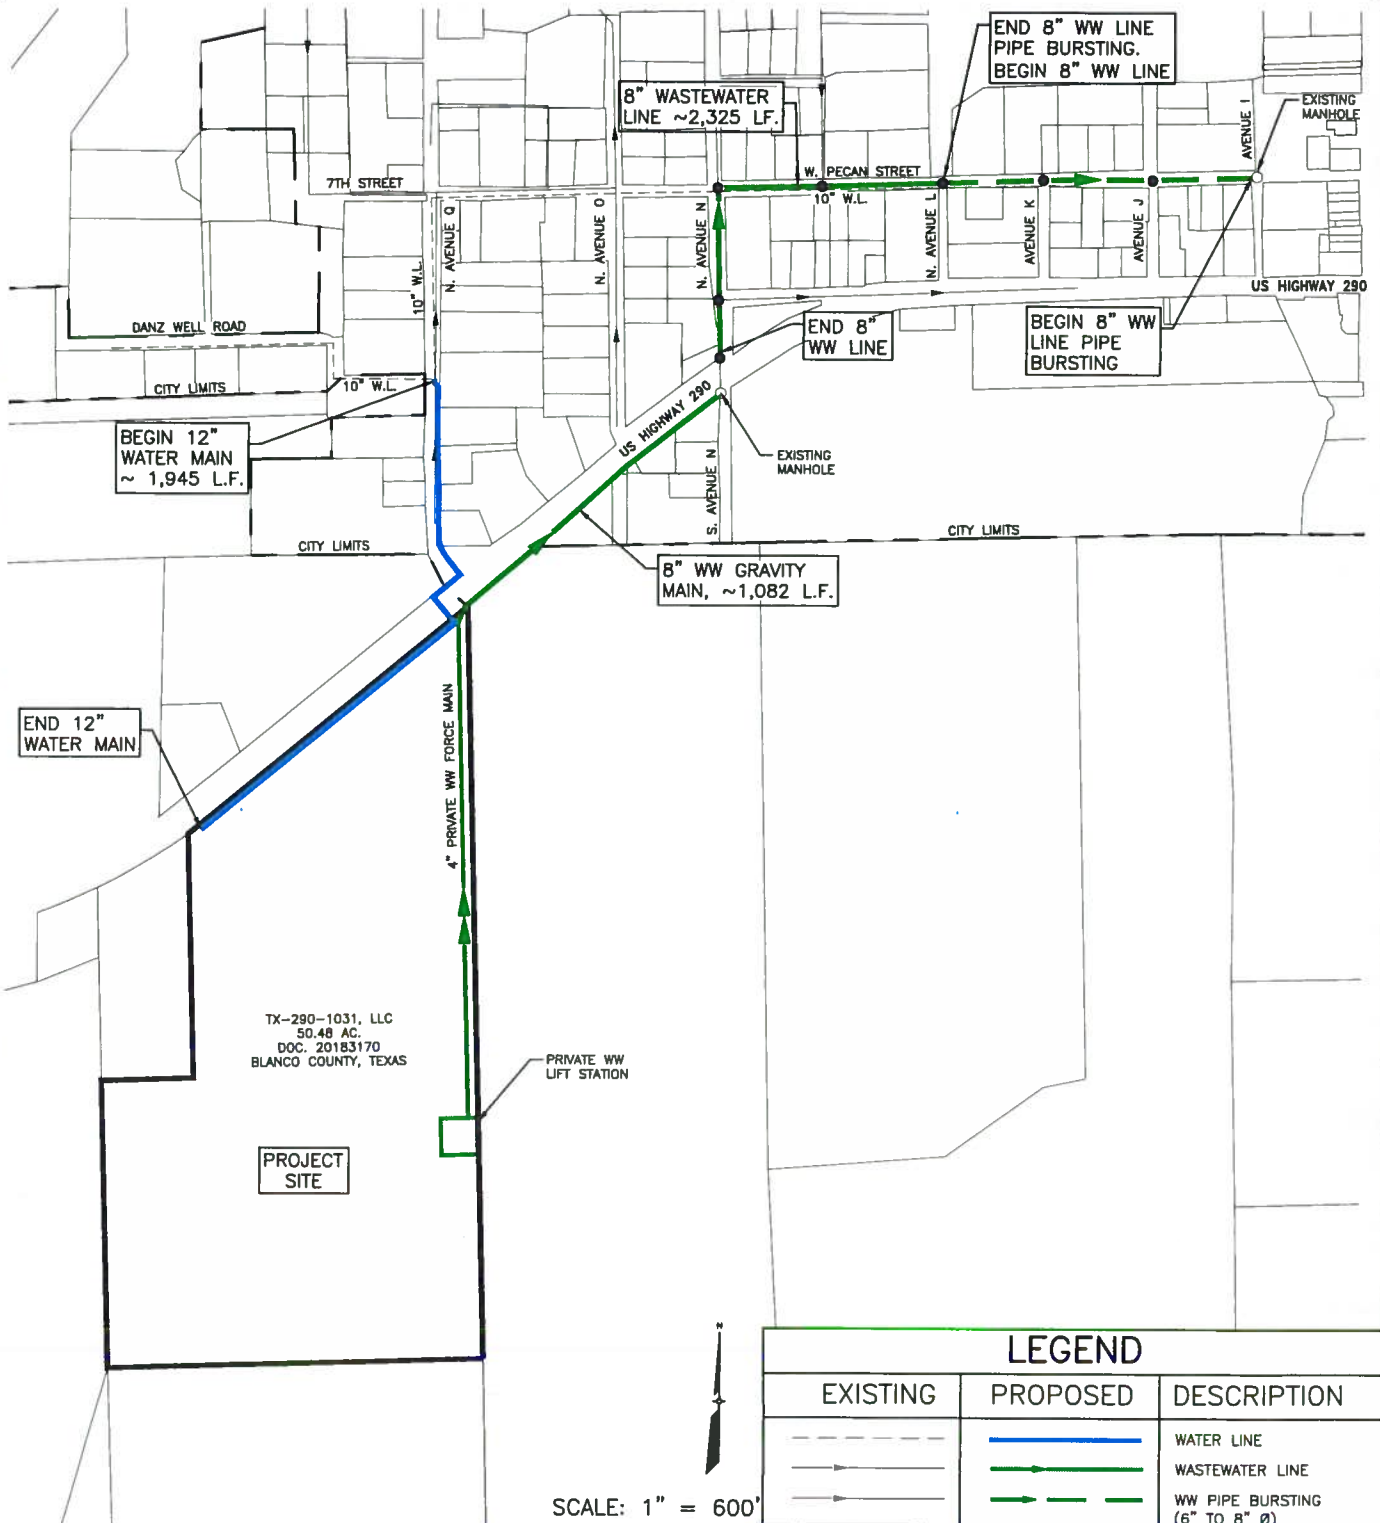 END 8" WW LINE
PIPE BURSTING.
BEGIN 8" WW LINE
8" WASTEWATER
LINE ~2,325 LF.
EXISTING
MANHOLE
AVENUE I
7TH STREET
W. PECAN STREET
10" W.L.
N. AVENUE Q
N. AVENUE O
N. AVENUE N
N. AVENUE L
AVENUE K
AVENUE J
10" W.L.
US HIGHWAY 290
DANZ WELL ROAD
END 8"
WW LINE
BEGIN 8" WW
LINE PIPE
BURSTING
CITY LIMITS
10" W.L.
US HIGHWAY 290
BEGIN 12"
WATER MAIN
~ 1,945 L.F.
EXISTING
MANHOLE
S. AVENUE N
CITY LIMITS
CITY LIMITS
8" WW GRAVITY
MAIN, ~1,082 L.F.
END 12"
WATER MAIN
4" PRIVATE WW FORCE MAIN
TX-290-1031, LLC
50.48 AC.
DOC. 20183170
BLANCO COUNTY, TEXAS
PRIVATE WW
LIFT STATION
PROJECT
SITE
N
SCALE: 1" = 600'
LEGEND
EXISTING PROPOSED DESCRIPTION
WATER LINE
WASTEWATER LINE
WW PIPE BURSTING
(6" TO 8" Ø)